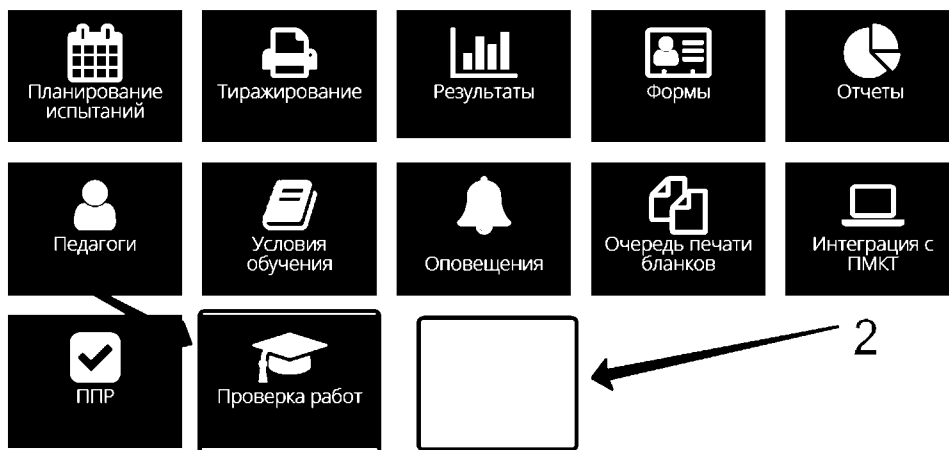 Планирование
испытаний
Тиражирование
Результаты
Формы
Отчеты
Педагоги
Условия
обучения
Оповещения
Очередь печати
бланков
Интеграция с
ПМКТ
ППР
Проверка работ
2